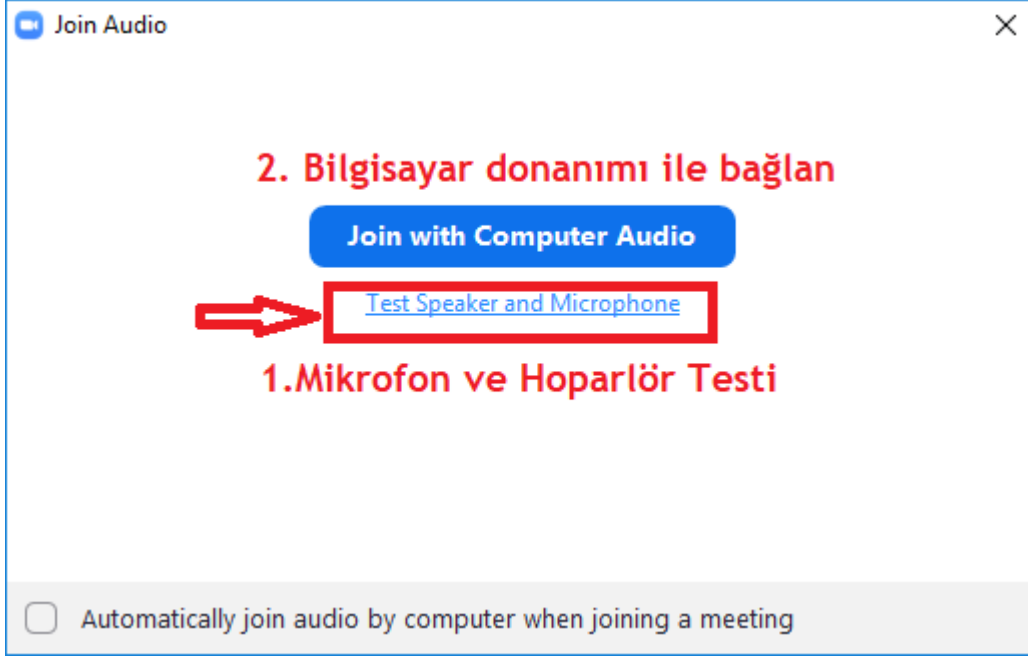 Join Audio
2. Bilgisayar donanımı ile bağlan
Join with Computer Audio
Test Speaker and Microphone
1.Mikrofon ve Hoparlör Testi
Automatically join audio by computer when joining a meeting